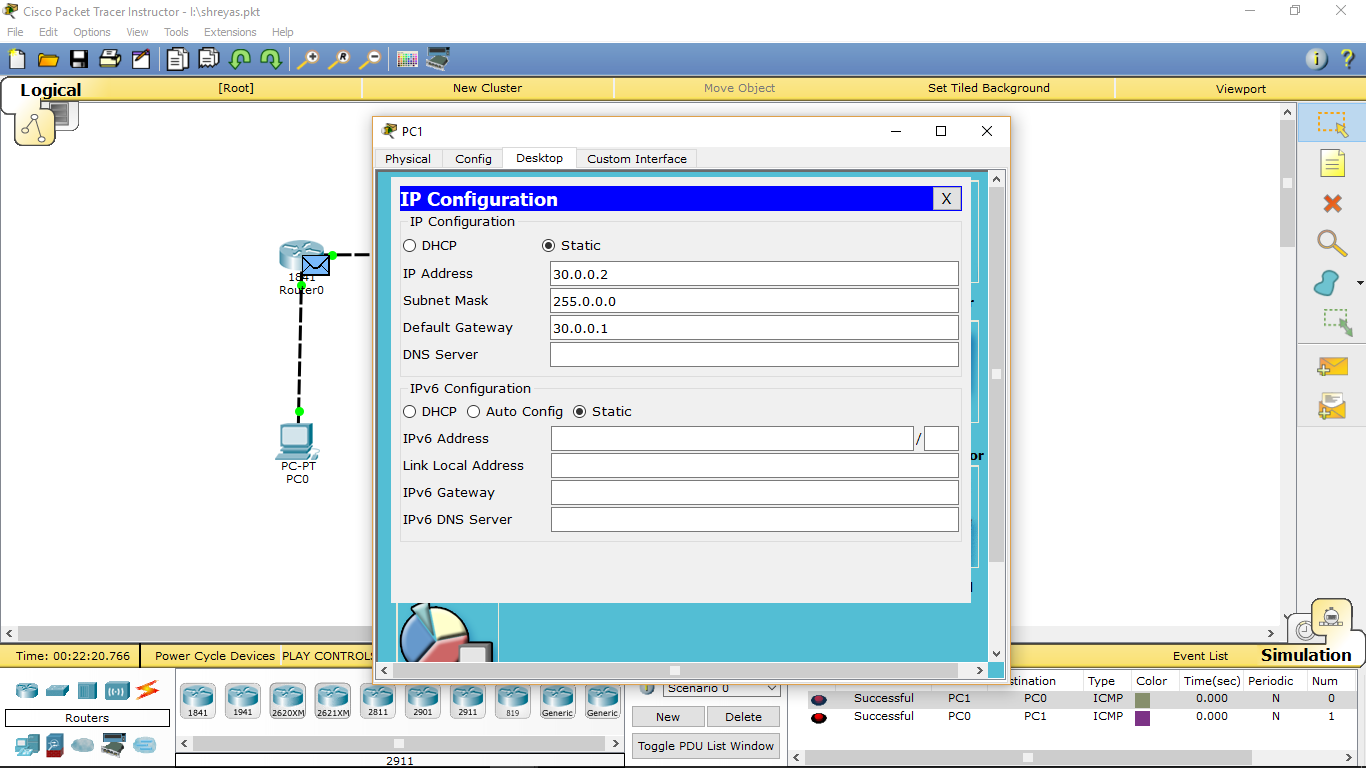 Cisco Packet Tracer Instructor - I:\shreyas.pkt
File Edit Options View Tools Extensions Help
Logical [Root] New Cluster Move Object Set Tiled Background Viewport
PC1
Physical Config Desktop Custom Interface
IP Configuration X
IP Configuration
DHCP Static
IP Address 30.0.0.2
Subnet Mask 255.0.0.0
Default Gateway 30.0.0.1
DNS Server
IPv6 Configuration
DHCP Auto Config Static
IPv6 Address /
Link Local Address
IPv6 Gateway
IPv6 DNS Server
or
1841
Router0
PC-PT
PC0
Time: 00:22:20.766 Power Cycle Devices PLAY CONTROLS Event List Simulation
Routers
1841 1941 2620XM 2621XM 2811 2901 2911 819 Generic Generic
2911
Scenario 0
New Delete
Toggle PDU List Window
stination Type Color Time(sec) Periodic Num
Successful PC1 PC0 ICMP 0.000 N 0
Successful PC0 PC1 ICMP 0.000 N 1